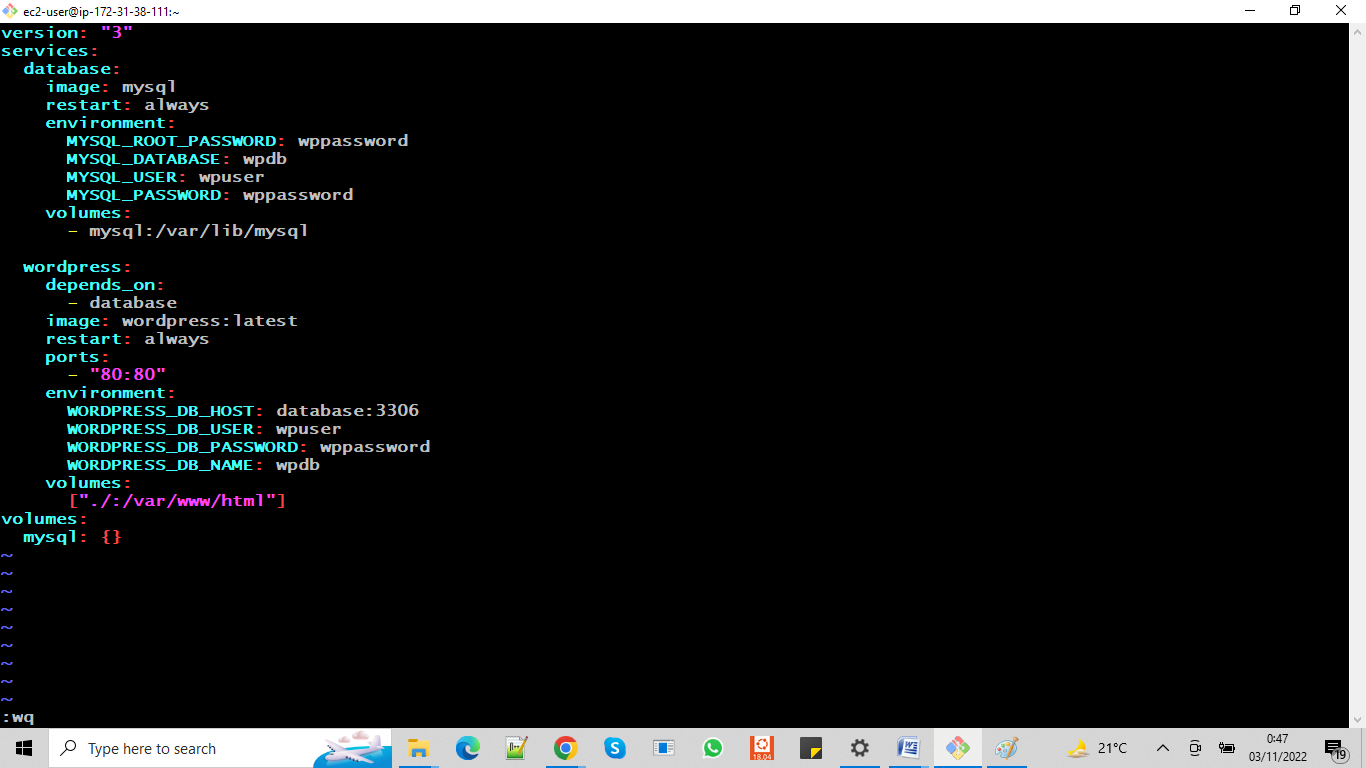 ec2-user@ip-172-31-38-111:~
version: "3"
services:
  database:
    image: mysql
    restart: always
    environment:
      MYSQL_ROOT_PASSWORD: wppassword
      MYSQL_DATABASE: wpdb
      MYSQL_USER: wpuser
      MYSQL_PASSWORD: wppassword
    volumes:
      - mysql:/var/lib/mysql

  wordpress:
    depends_on:
      - database
    image: wordpress:latest
    restart: always
    ports:
      - "80:80"
    environment:
      WORDPRESS_DB_HOST: database:3306
      WORDPRESS_DB_USER: wpuser
      WORDPRESS_DB_PASSWORD: wppassword
      WORDPRESS_DB_NAME: wpdb
    volumes:
      ["./:/var/www/html"]
volumes:
  mysql: {}
~
~
~
~
~
~
~
~
~
:wq
Type here to search
18.04
21°C
0:47
03/11/2022
19